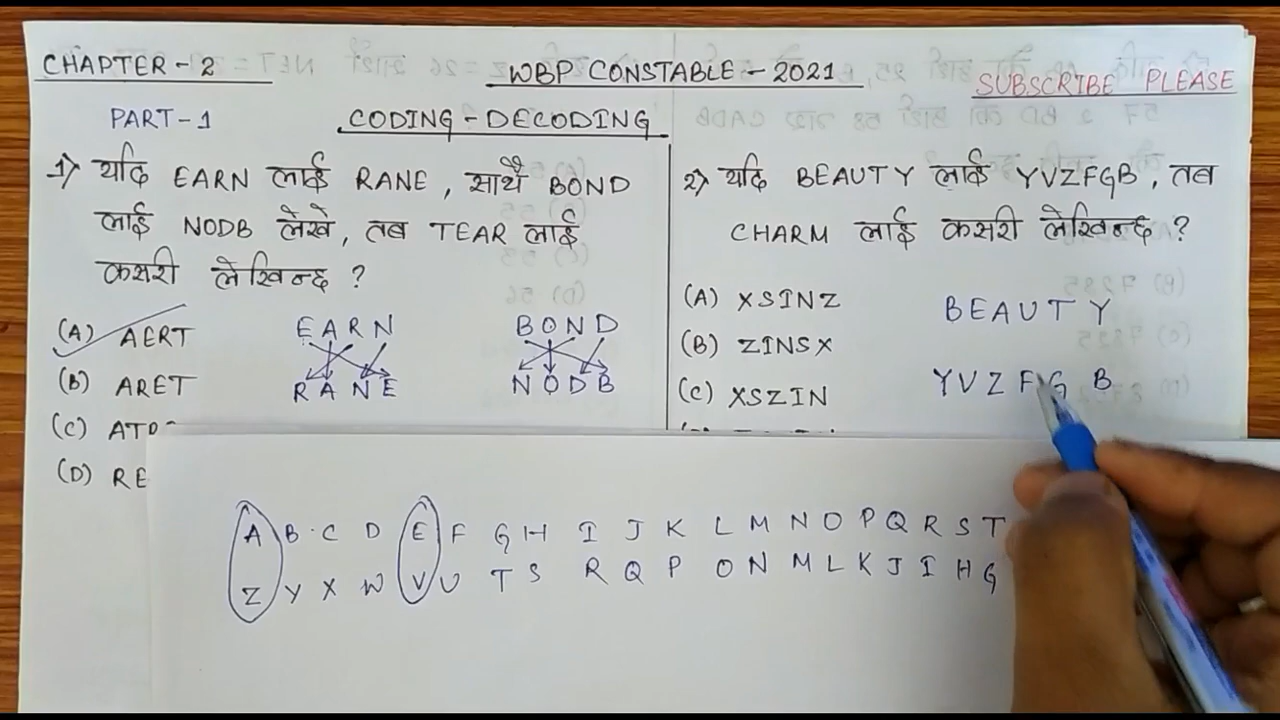 CHAPTER-2
WBP CONSTABLE-2021
SUBSCRIBE PLEASE
PART-1
CODING-DECODING
1) यदि EARN लाई RANE, साथै BOND
लाई NODB लेखे, तब TEAR लाई
कसरी लेखिन्छ ?
(A) AERT
(B) ARET
(C)
(D)
EARN
RANE
BOND
NODB
2) यदि BEAUTY लाई YVZFGB, तब
CHARM लाई कसरी लेखिन्छ ?
(A) XSINZ
(B) ZINSX
(C) XSZIN
BEAUTY
YVZFGB
A B C D E F G H I J K L M N O P Q R S T
Z Y X W V U T S R Q P O N M L K J I H G